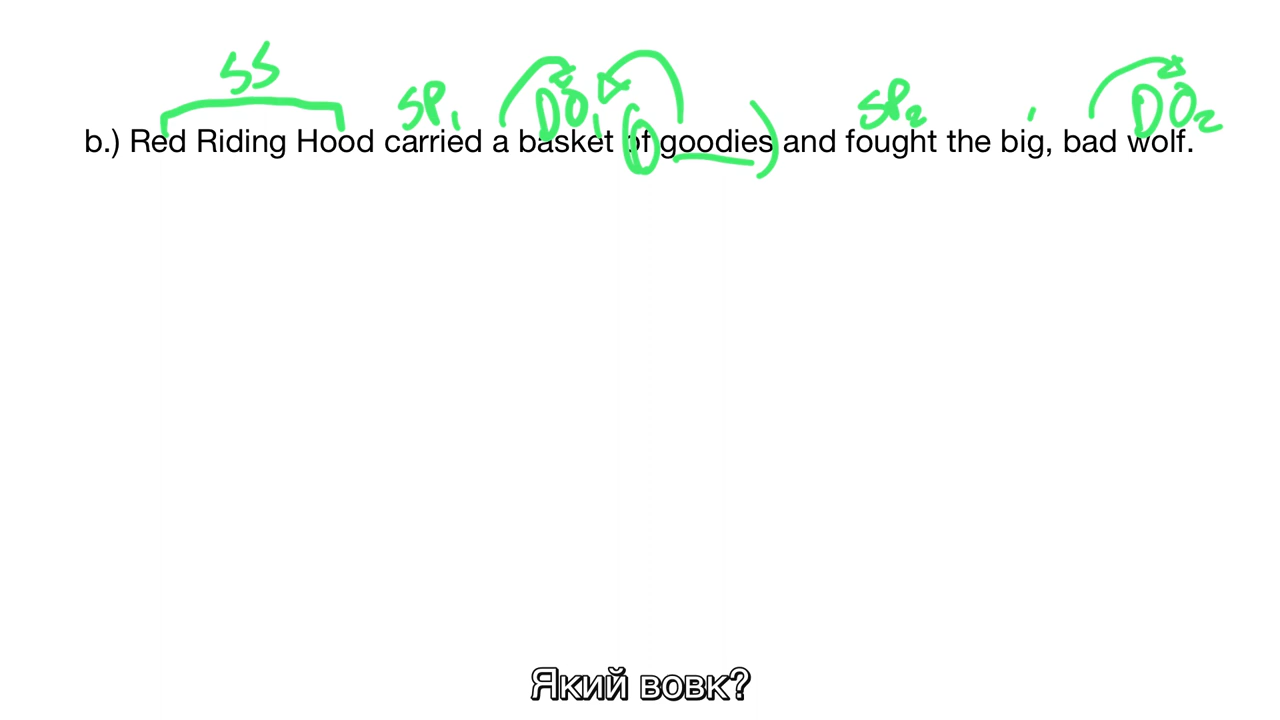 SS SP1 DO1 SP2 DO2
b.) Red Riding Hood carried a basket of goodies and fought the big, bad wolf.
Який вовк?